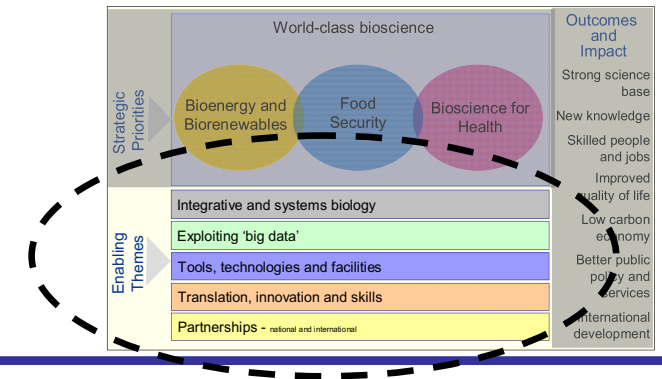 World-class bioscience
Strategic
Priorities
Bioenergy and
Biorenewables
Food
Security
Bioscience for
Health
Enabling
Themes
Integrative and systems biology
Exploiting ‘big data’
Tools, technologies and facilities
Translation, innovation and skills
Partnerships - national and international
Outcomes
and
Impact
Strong science
base
New knowledge
Skilled people
and jobs
Improved
quality of life
Low carbon
economy
Better public
policy and
services
International
development